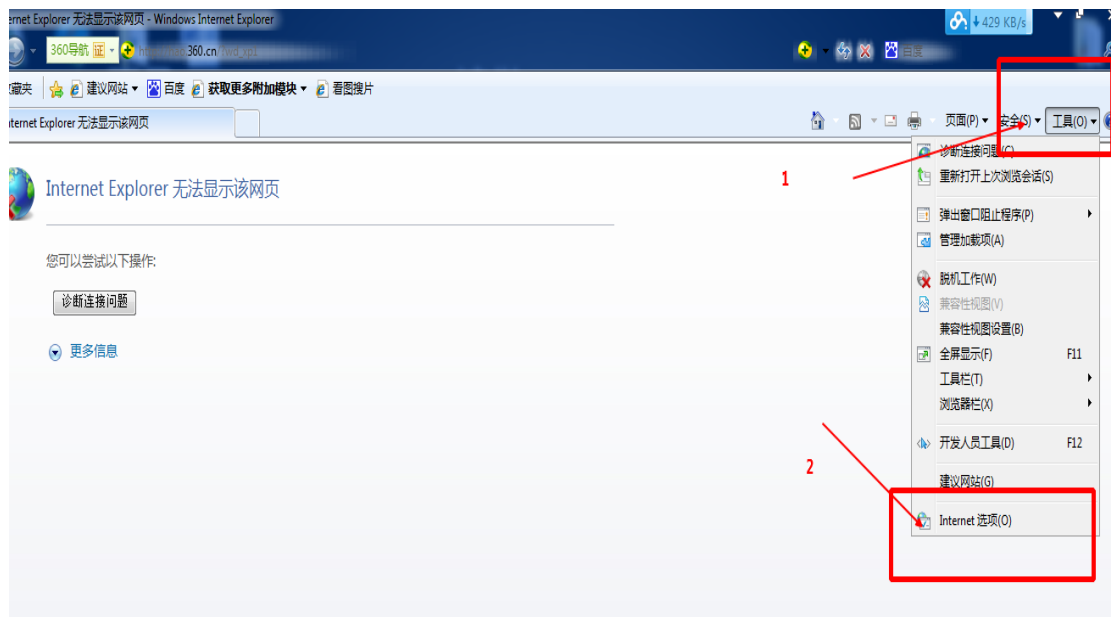 ernet Explorer 无法显示该网页 - Windows Internet Explorer
429 KB/s
360导航 证 360.cn 百度
藏夹 建议网站 百度 获取更多附加模块 看图搜片
nternet Explorer 无法显示该网页
页面(P) 安全(S) 工具(O)
诊断连接问题(C)
1
重新打开上次浏览会话(S)
Internet Explorer 无法显示该网页
弹出窗口阻止程序(P)
管理加载项(A)
您可以尝试以下操作:
脱机工作(W)
诊断连接问题
兼容性视图(V)
兼容性视图设置(B)
更多信息
全屏显示(F) F11
工具栏(T)
浏览器栏(X)
开发人员工具(D) F12
2
建议网站(G)
Internet 选项(O)